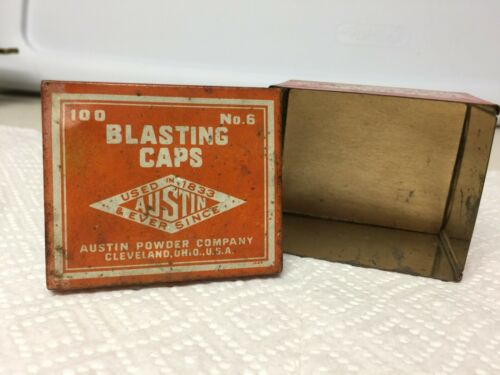 100 No. 6
BLASTING
CAPS
USED IN 1833
AUSTIN
& EVER SINCE
AUSTIN POWDER COMPANY
CLEVELAND, OHIO., U.S.A.